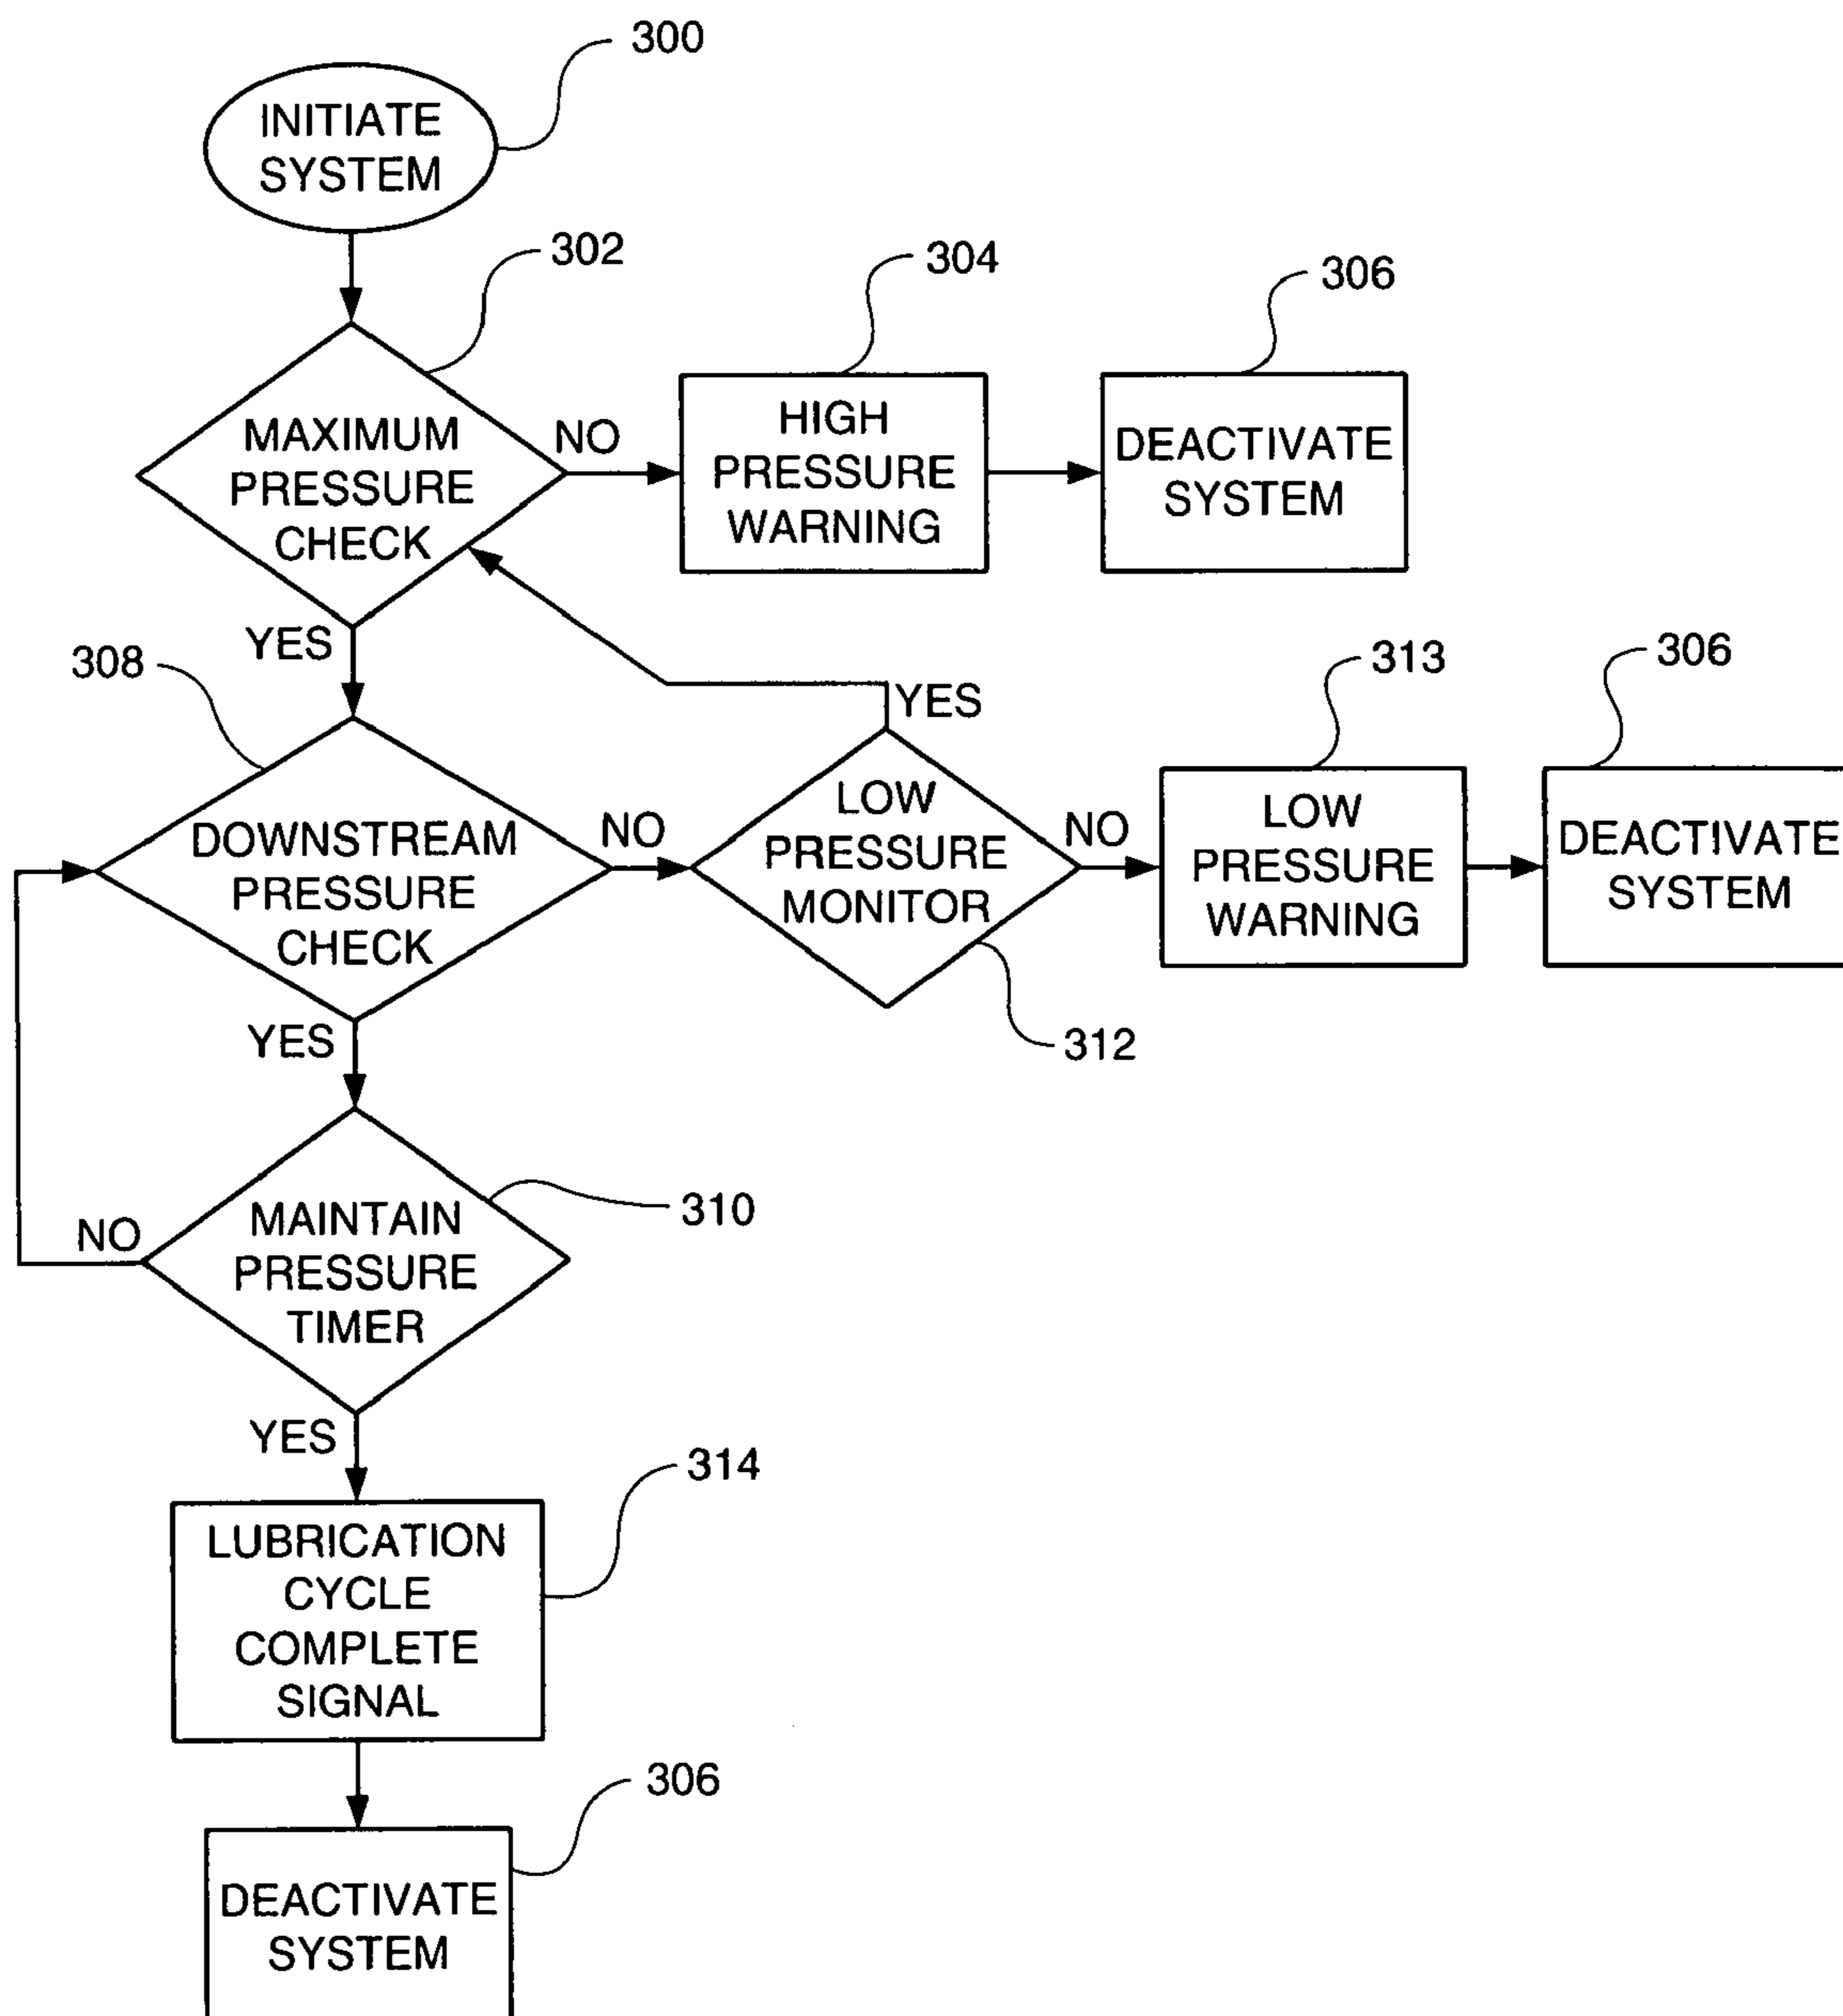 300
INITIATE
SYSTEM
302
304
306
MAXIMUM
PRESSURE
CHECK
NO
HIGH
PRESSURE
WARNING
DEACTIVATE
SYSTEM
YES
308
313
306
YES
DOWNSTREAM
PRESSURE
CHECK
NO
LOW
PRESSURE
MONITOR
NO
LOW
PRESSURE
WARNING
DEACTIVATE
SYSTEM
312
YES
310
NO
MAINTAIN
PRESSURE
TIMER
YES
314
LUBRICATION
CYCLE
COMPLETE
SIGNAL
306
DEACTIVATE
SYSTEM